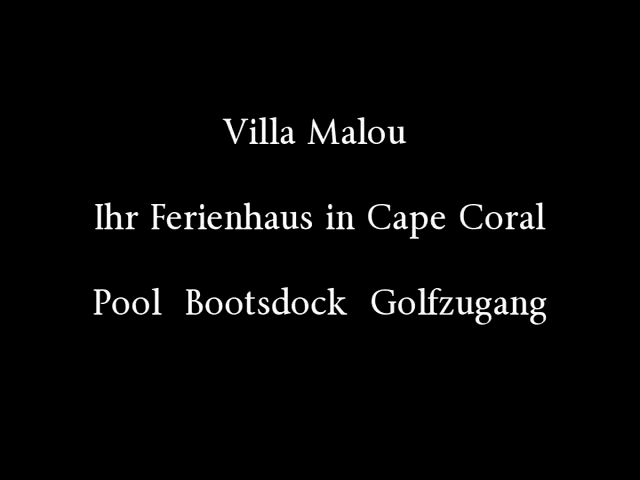 Villa Malou
Ihr Ferienhaus in Cape Coral
Pool Bootsdock Golfzugang